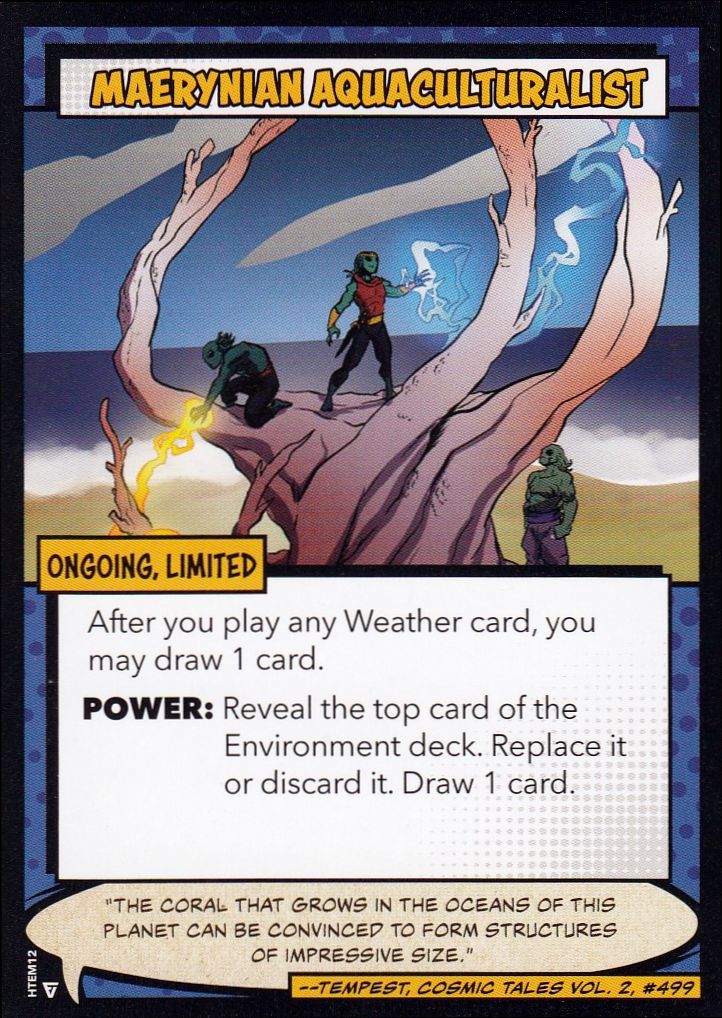 MAERYNIAN AQUACULTURALIST
ONGOING, LIMITED
After you play any Weather card, you
may draw 1 card.
POWER: Reveal the top card of the
Environment deck. Replace it
or discard it. Draw 1 card.
"THE CORAL THAT GROWS IN THE OCEANS OF THIS
PLANET CAN BE CONVINCED TO FORM STRUCTURES
OF IMPRESSIVE SIZE."
--TEMPEST, COSMIC TALES VOL. 2, #499
HTEM12